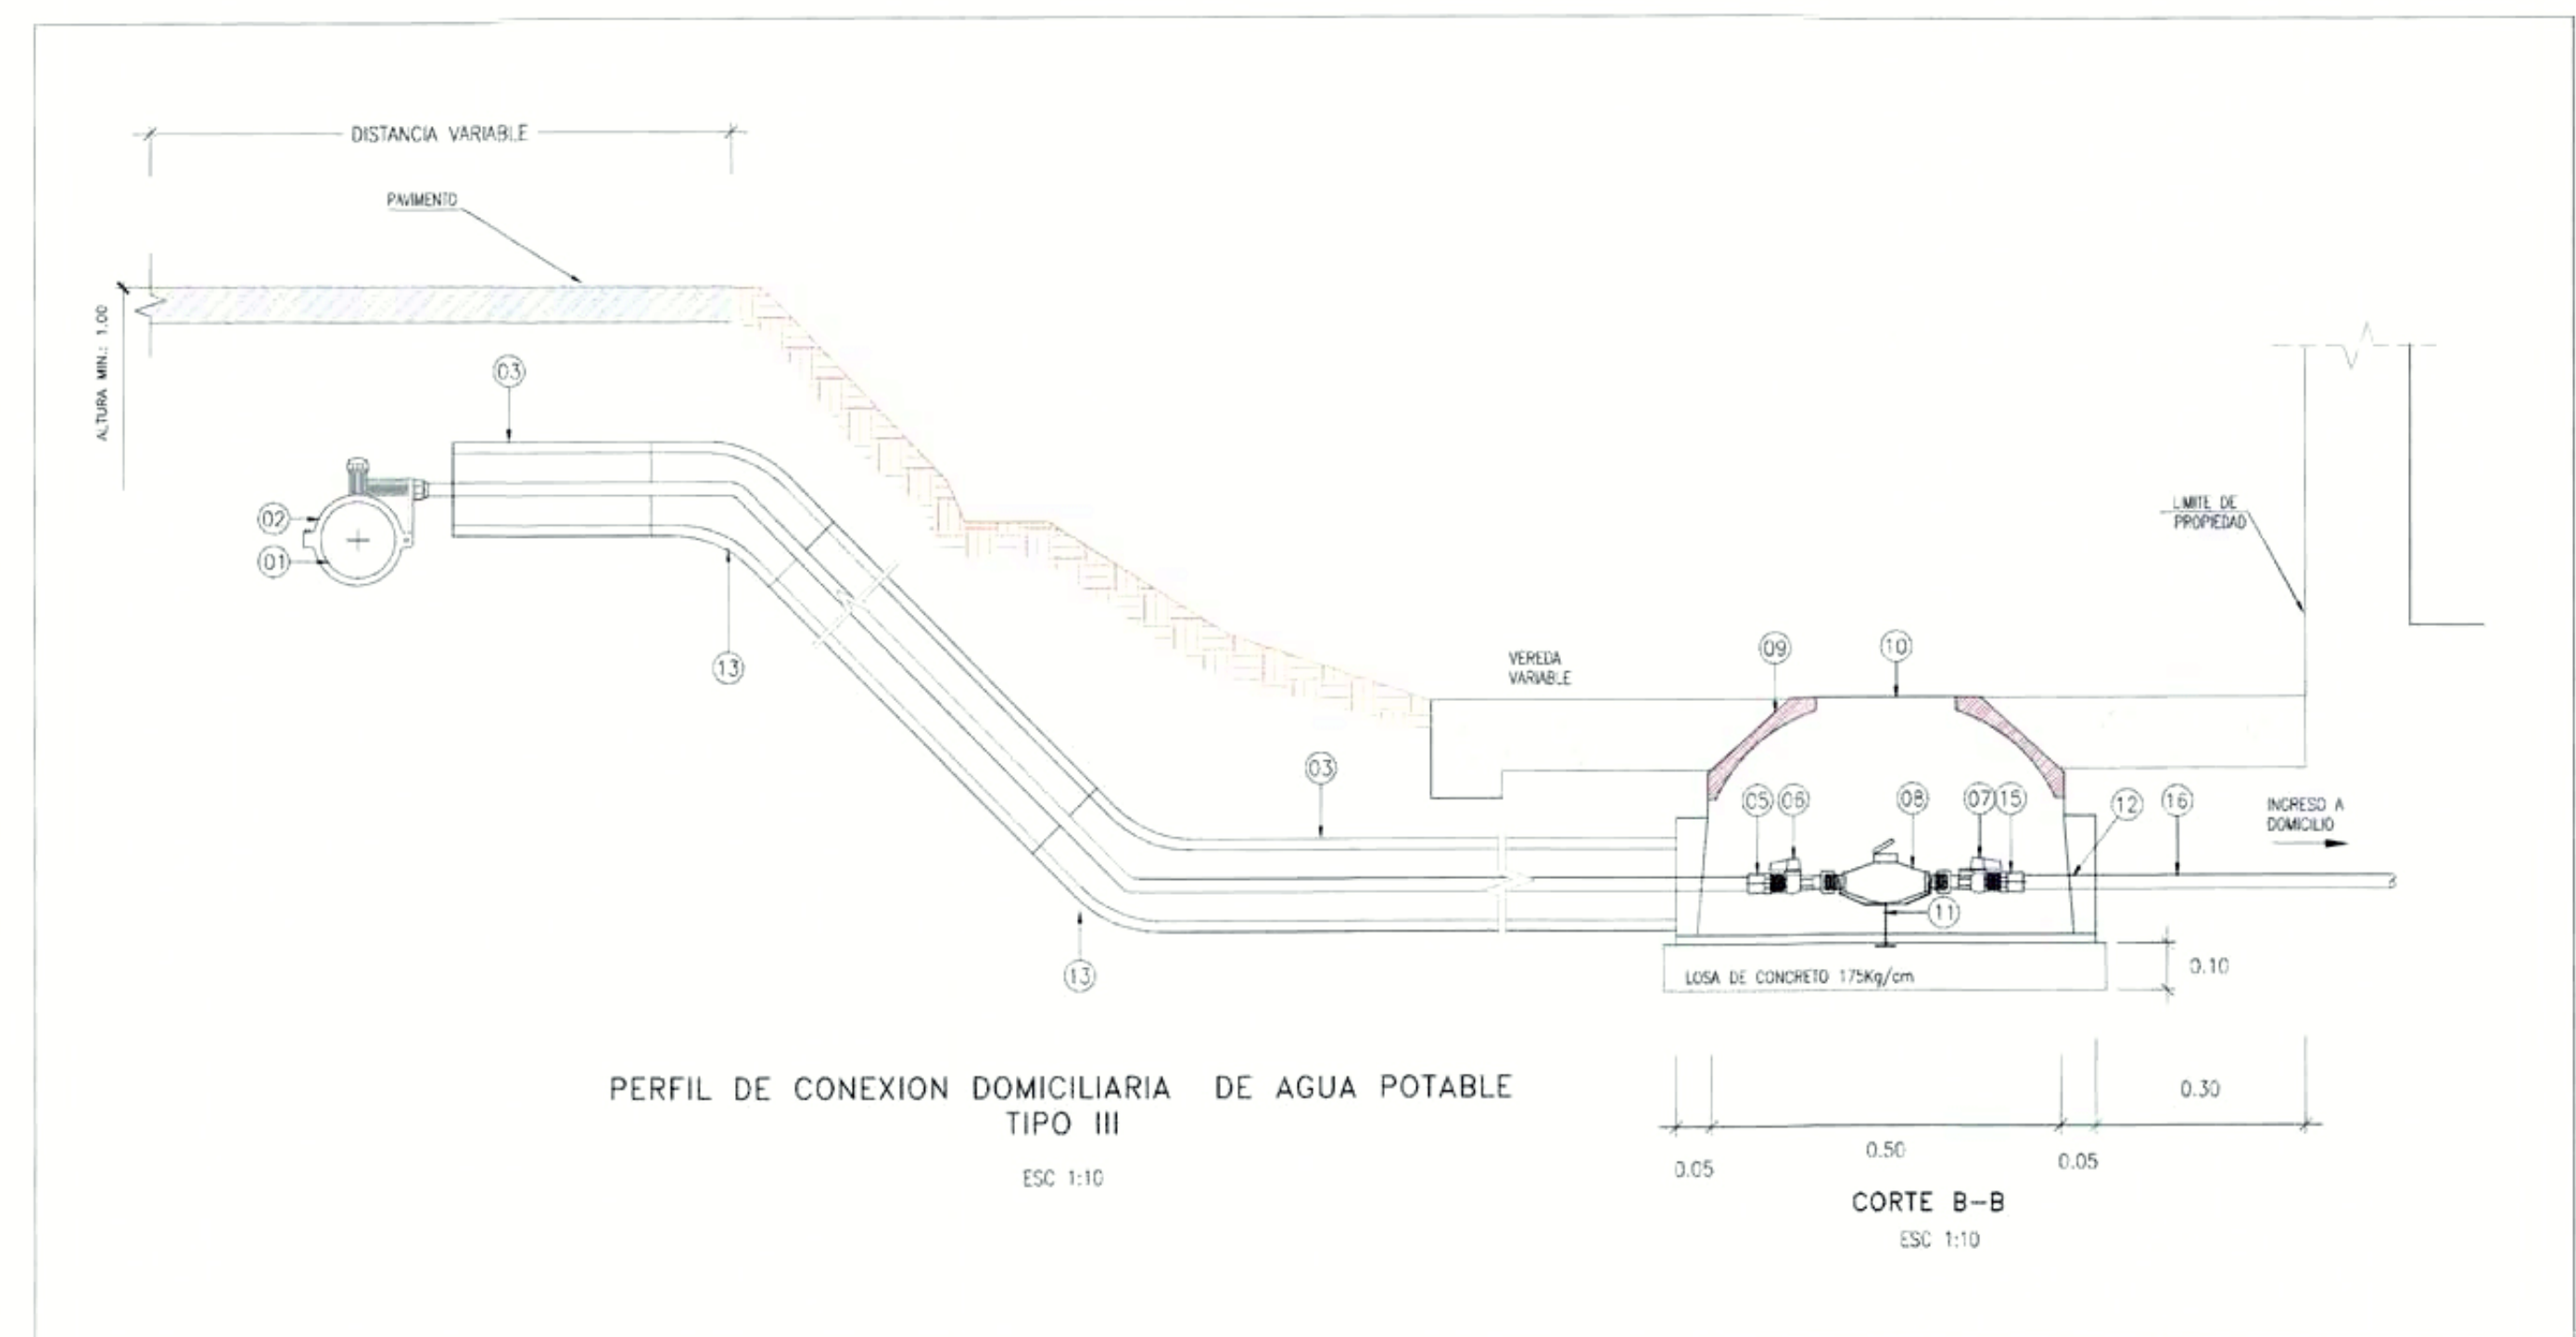 DISTANCIA VARIABLE
PAVIMENTO
ALTURA MIN.: 1.00
03
02
01
13
LIMITE DE
PROPIEDAD
VEREDA
VARIABLE
09
10
03
05
06
08
07
15
12
16
INGRESO A
DOMICILIO
11
13
LOSA DE CONCRETO 175Kg/cm
0.10
PERFIL DE CONEXION DOMICILIARIA DE AGUA POTABLE
TIPO III
ESC 1:10
0.30
0.50
0.05
0.05
CORTE B-B
ESC 1:10